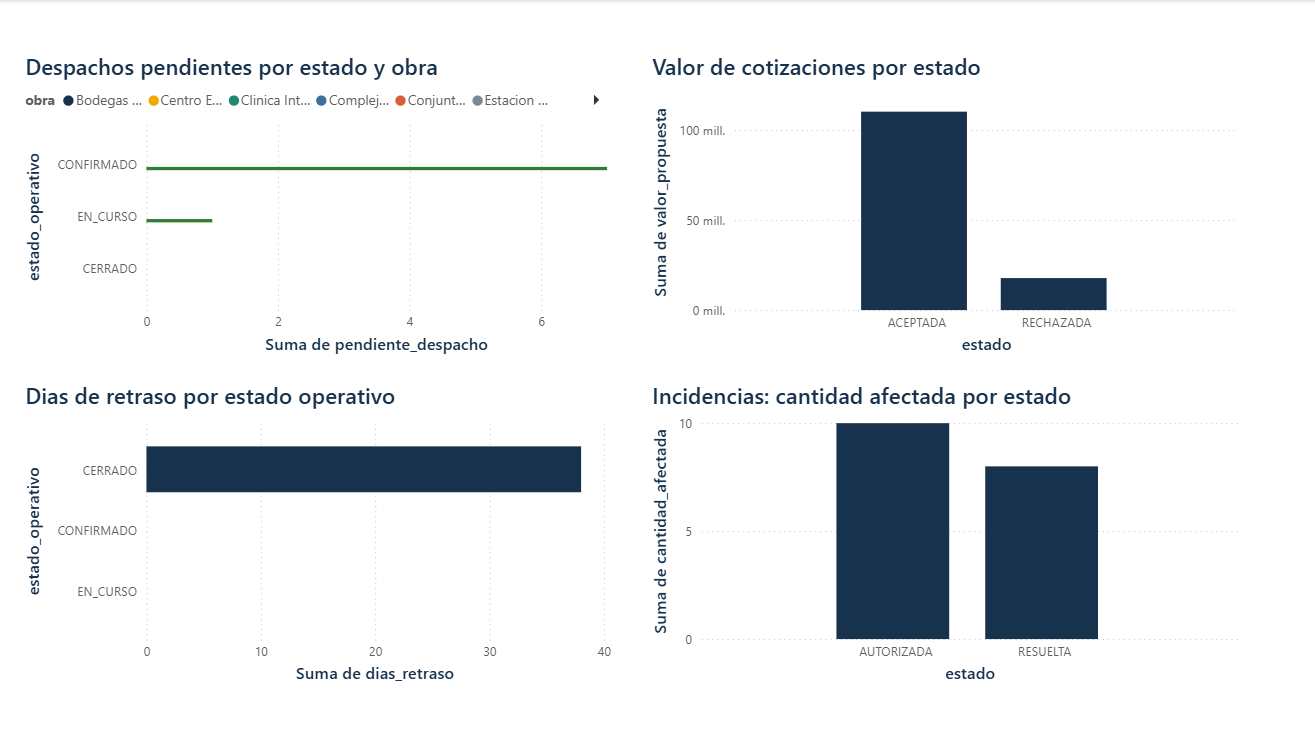 Despachos pendientes por estado y obra
obra Bodegas ... Centro E... Clinica Int... Complej... Conjunt... Estacion ...
estado_operativo
CONFIRMADO
EN_CURSO
CERRADO
0 2 4 6
Suma de pendiente_despacho
Valor de cotizaciones por estado
Suma de valor_propuesta
100 mill.
50 mill.
0 mill.
ACEPTADA RECHAZADA
estado
Dias de retraso por estado operativo
estado_operativo
CERRADO
CONFIRMADO
EN_CURSO
0 10 20 30 40
Suma de dias_retraso
Incidencias: cantidad afectada por estado
Suma de cantidad_afectada
10
5
0
AUTORIZADA RESUELTA
estado